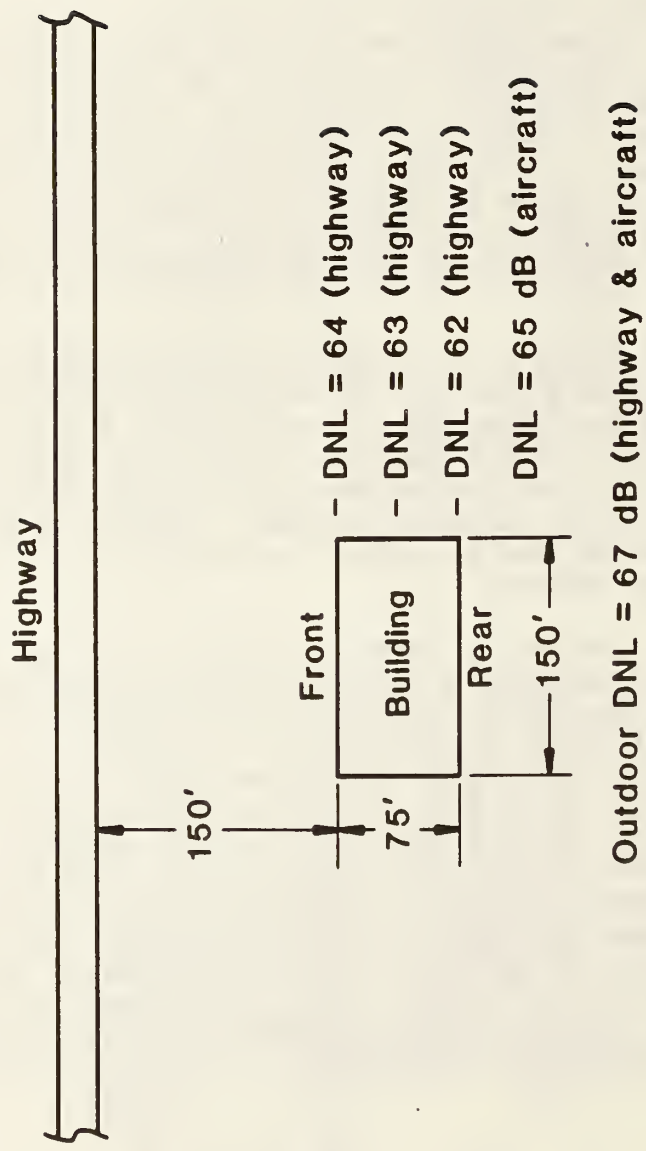 Highway
150'
Front
Building
75'
Rear
150'
- DNL = 64 (highway)
- DNL = 63 (highway)
- DNL = 62 (highway)
DNL = 65 dB (aircraft)
Outdoor DNL = 67 dB (highway & aircraft)